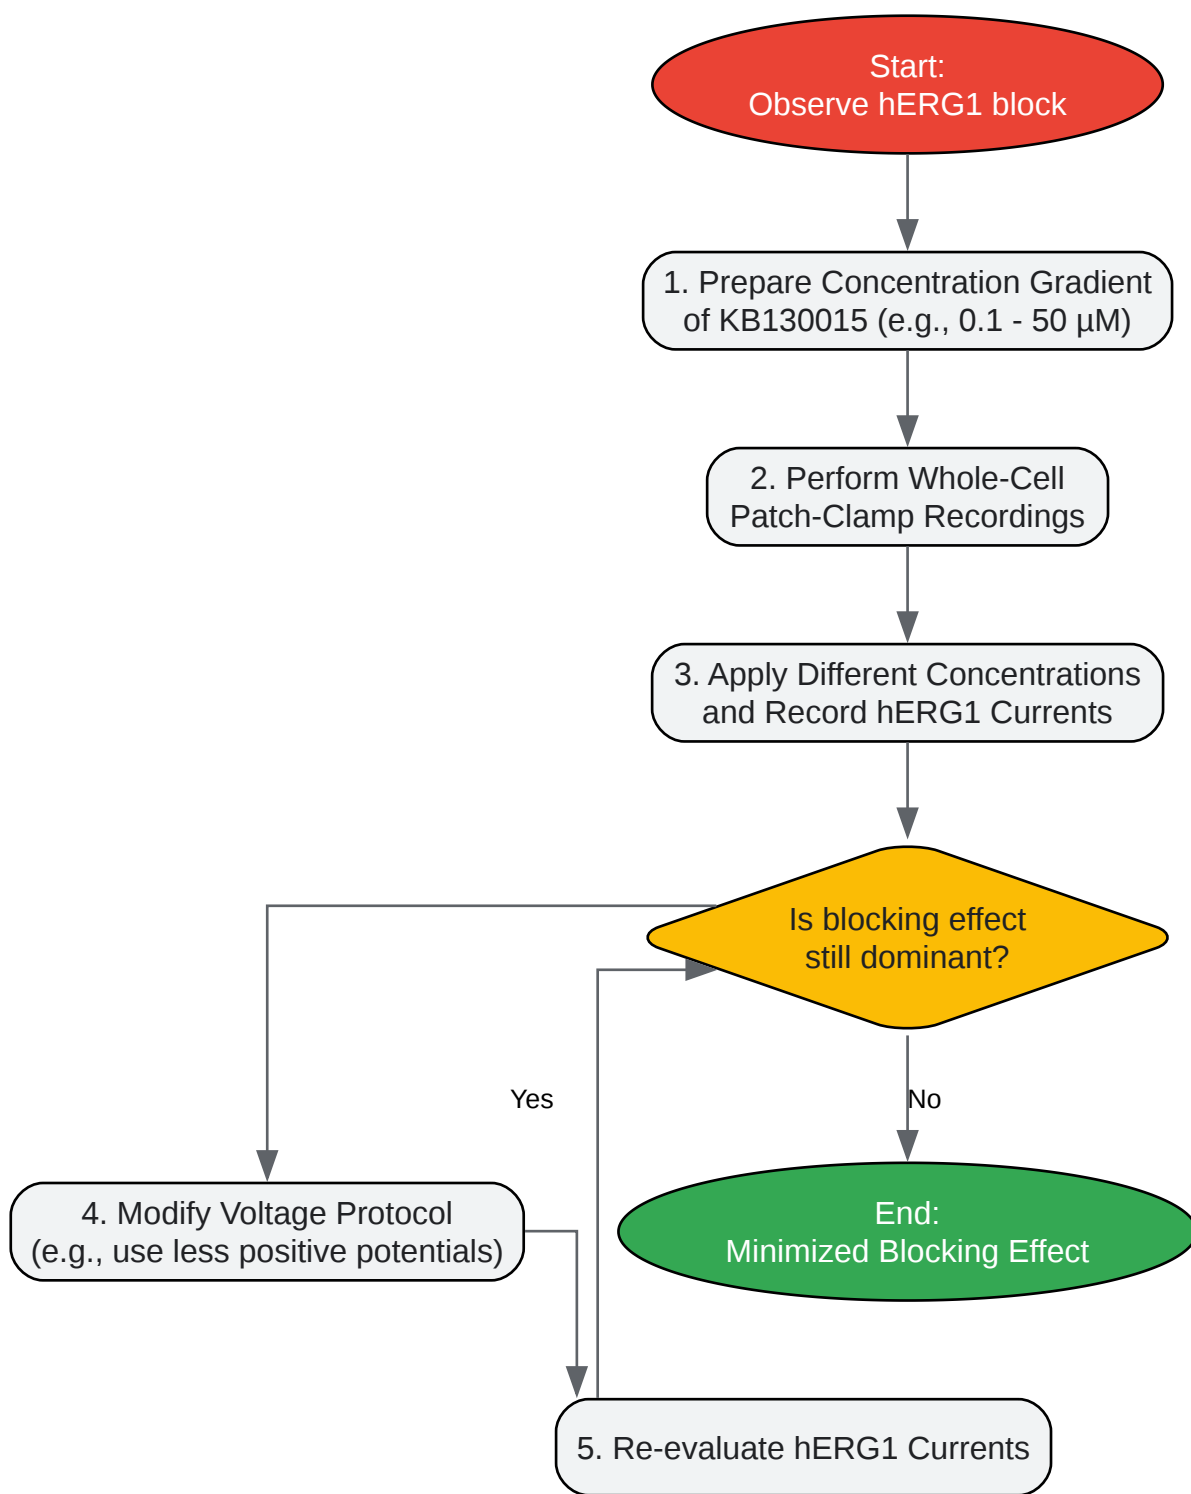 Start:
Observe hERG1 block
1. Prepare Concentration Gradient
of KB130015 (e.g., 0.1 - 50 µM)
2. Perform Whole-Cell
Patch-Clamp Recordings
3. Apply Different Concentrations
and Record hERG1 Currents
Is blocking effect
still dominant?
Yes
No
4. Modify Voltage Protocol
(e.g., use less positive potentials)
End:
Minimized Blocking Effect
5. Re-evaluate hERG1 Currents